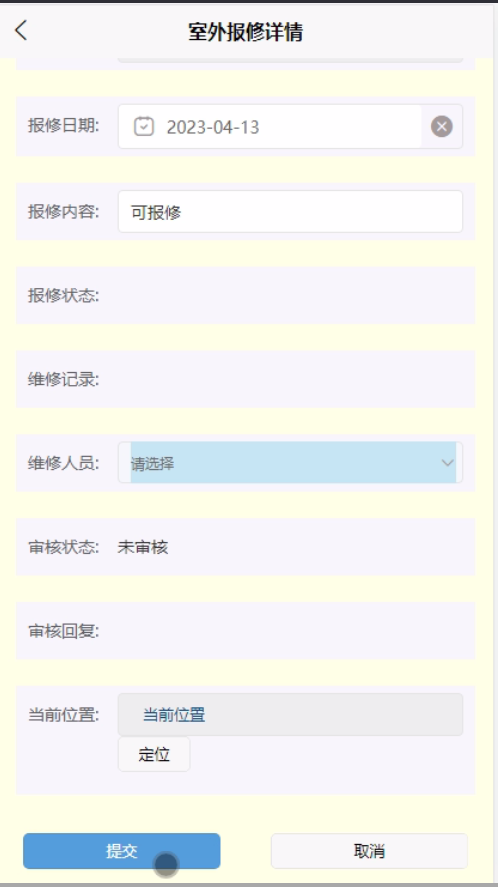 室外报修详情
报修日期: 2023-04-13
报修内容: 可报修
报修状态:
维修记录:
维修人员: 请选择
审核状态: 未审核
审核回复:
当前位置: 当前位置
定位
提交 取消